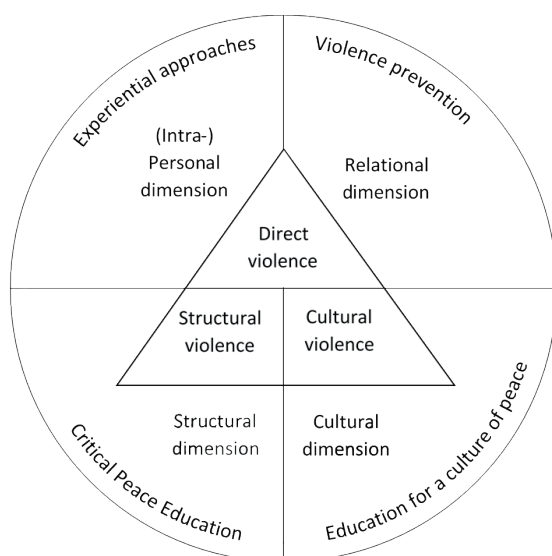 Experiential approaches
Violence prevention
(Intra-)
Personal
dimension
Relational
dimension
Direct
violence
Structural
violence
Cultural
violence
Structural
dimension
Cultural
dimension
Critical Peace Education
Education for a culture of peace